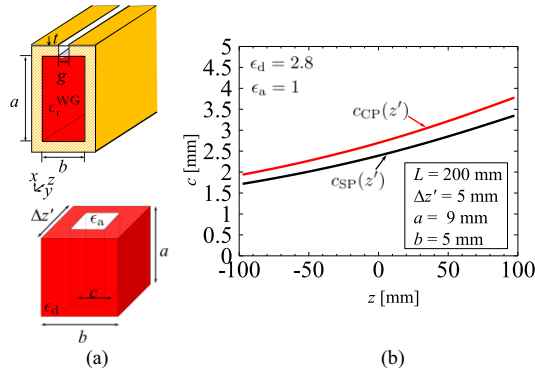 t
g
a
ϵ_r^WG
b
x
y
z
Δz′
ϵ_a
a
c
ϵ_d
b
(a)
c [mm]
5
4.5
4
3.5
3
2.5
2
1.5
1
0.5
0
-100
-50
0
50
100
z [mm]
ϵ_d = 2.8
ϵ_a = 1
c_CP(z′)
c_SP(z′)
L = 200 mm
Δz′ = 5 mm
a = 9 mm
b = 5 mm
(b)